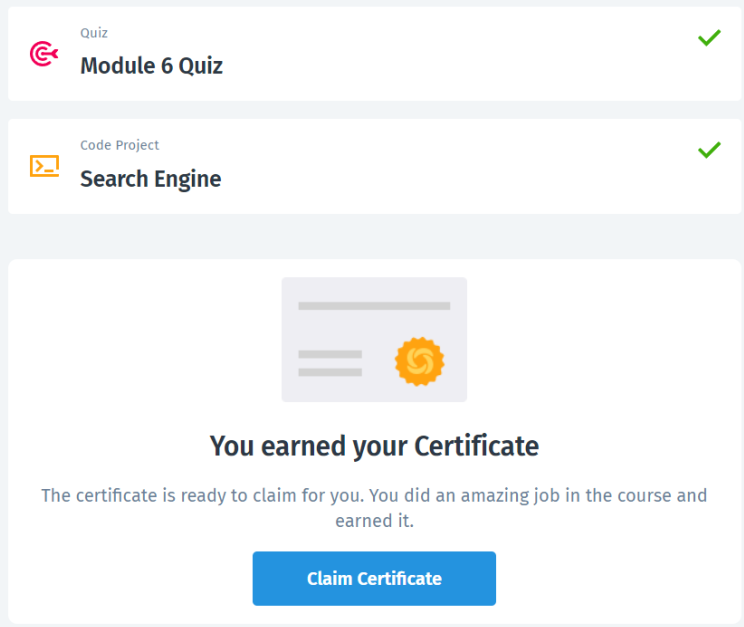 Quiz
Module 6 Quiz
Code Project
Search Engine
You earned your Certificate
The certificate is ready to claim for you. You did an amazing job in the course and
earned it.
Claim Certificate